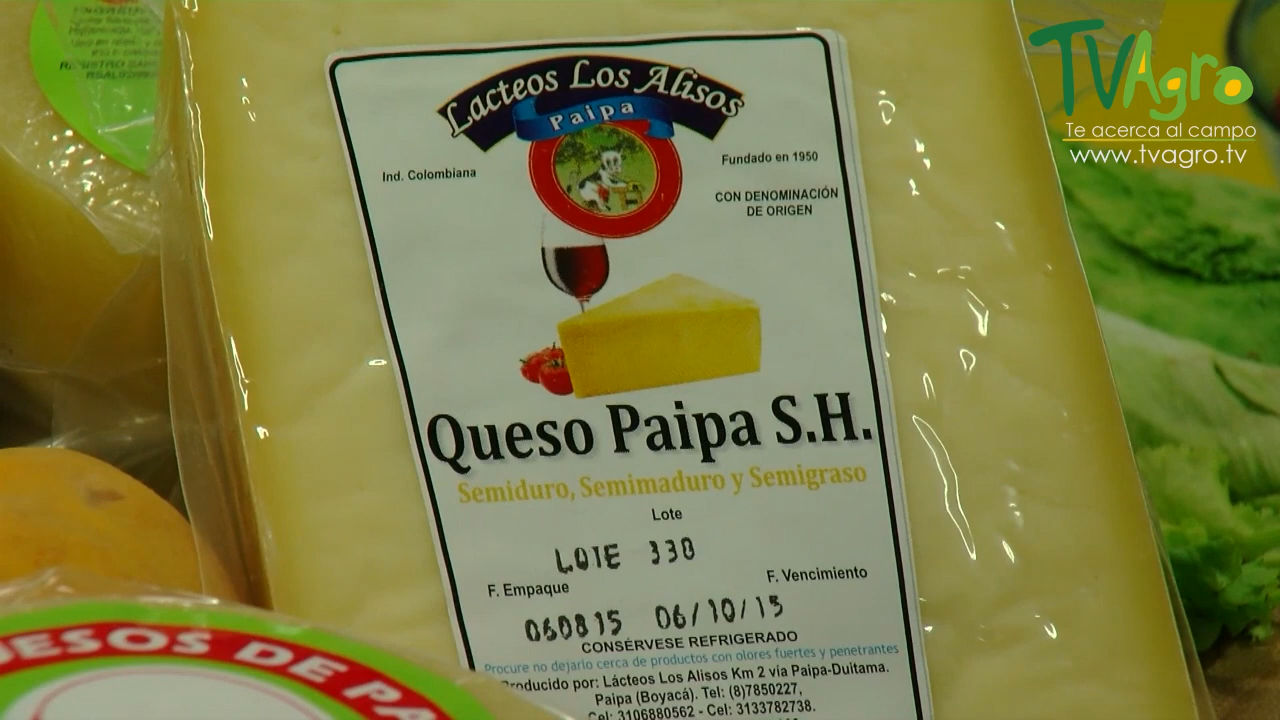 TVAgro
Te acerca al campo
www.tvagro.tv
Lacteos Los Alisos
Paipa
Ind. Colombiana
Fundado en 1950
CON DENOMINACIÓN
DE ORIGEN
Queso Paipa S.H.
Semiduro, Semimaduro y Semigraso
Lote
LOTE 330
F. Empaque
F. Vencimiento
060815 06/10/15
CONSÉRVESE REFRIGERADO
Procure no dejarlo cerca de productos con olores fuertes y penetrantes
Producido por: Lácteos Los Alisos Km 2 via Paipa-Duitama.
Paipa (Boyacá). Tel: (8)7850227,
Cel: 3106880562 - Cel: 3133782738.
QUESOS DE PA